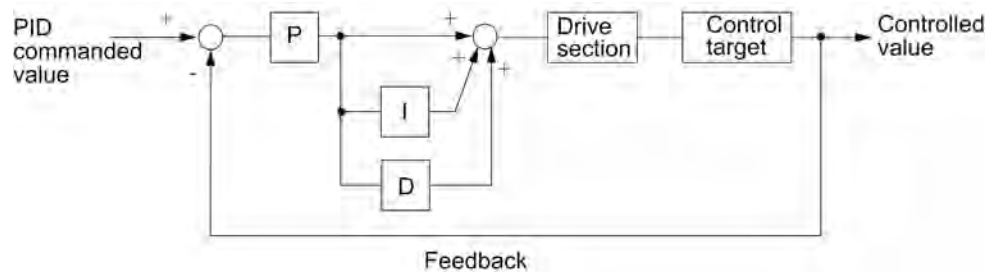 PID
commanded
value
+
-
P
I
D
+
+
+
Drive
section
Control
target
Controlled
value
Feedback